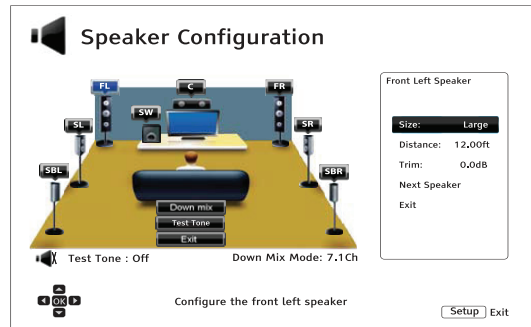 Speaker Configuration
FL
C
FR
SW
SL
SR
SBL
SBR
Down mix
Test Tone
Exit
Test Tone : Off
Down Mix Mode: 7.1Ch
Front Left Speaker
Size: Large
Distance: 12.00ft
Trim: 0.0dB
Next Speaker
Exit
OK
Configure the front left speaker
Setup Exit